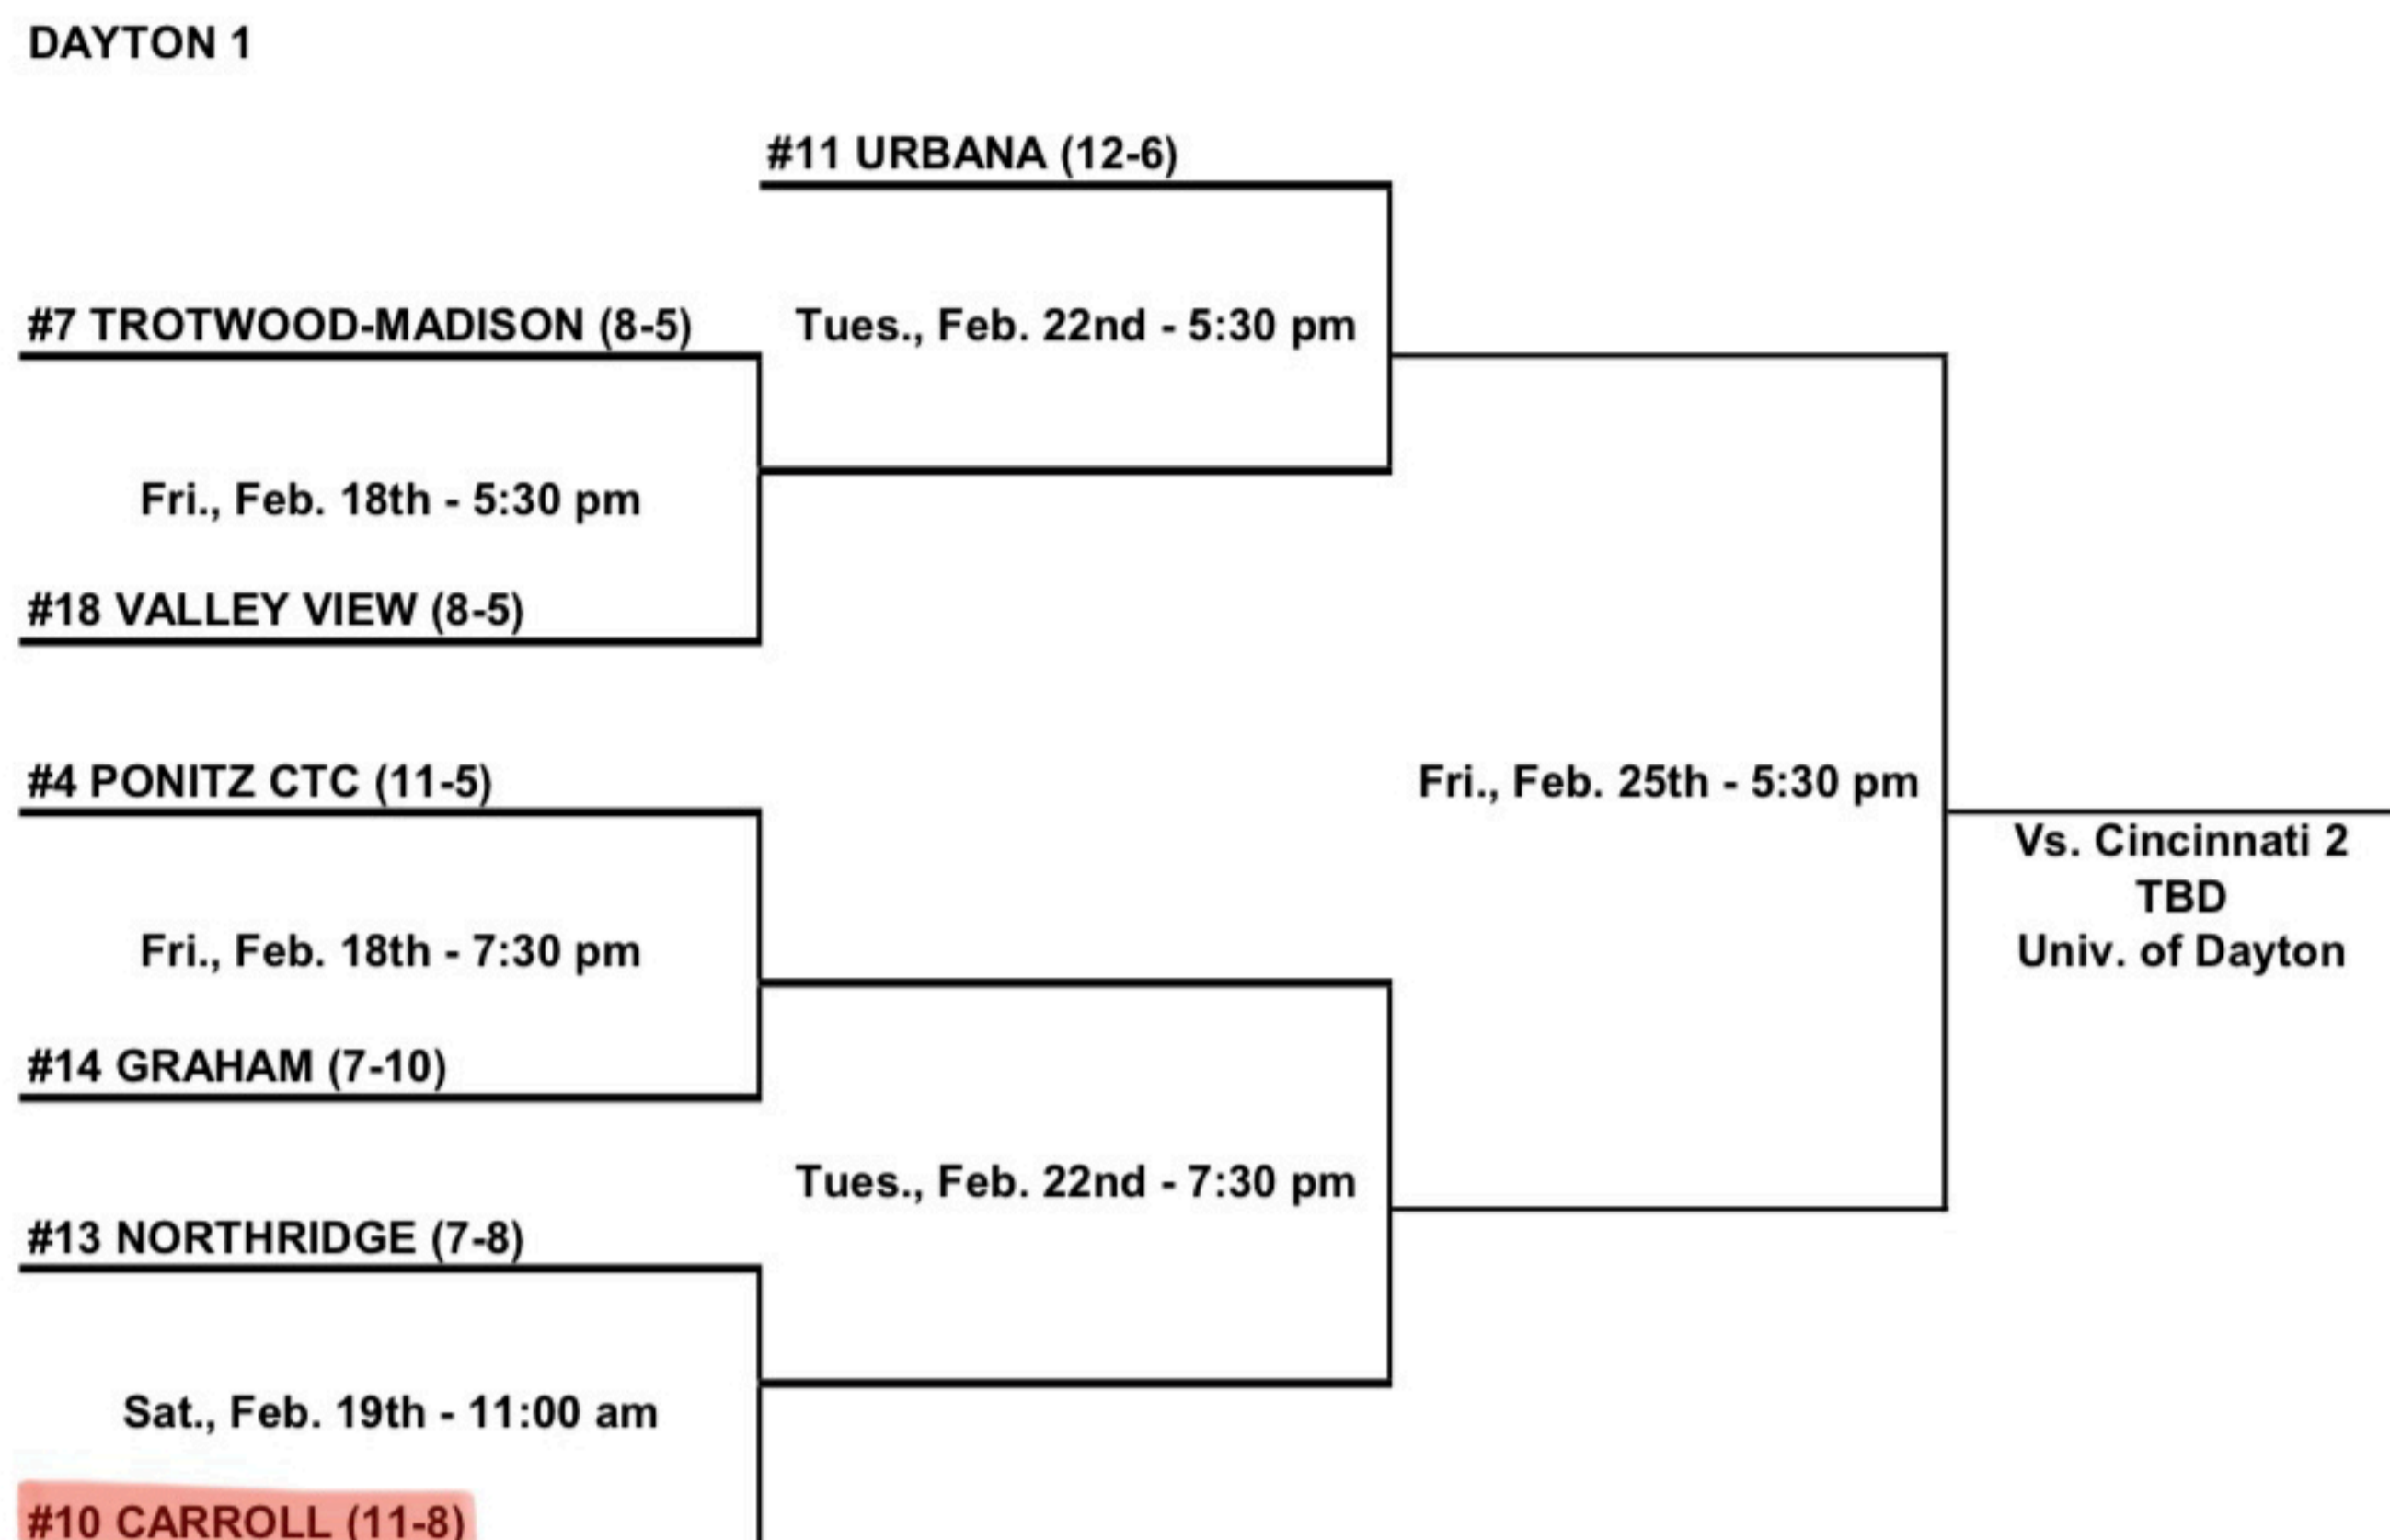 DAYTON 1
#11 URBANA (12-6)
#7 TROTWOOD-MADISON (8-5)
Tues., Feb. 22nd - 5:30 pm
Fri., Feb. 18th - 5:30 pm
#18 VALLEY VIEW (8-5)
#4 PONITZ CTC (11-5)
Fri., Feb. 25th - 5:30 pm
Vs. Cincinnati 2
TBD
Univ. of Dayton
Fri., Feb. 18th - 7:30 pm
#14 GRAHAM (7-10)
Tues., Feb. 22nd - 7:30 pm
#13 NORTHRIDGE (7-8)
Sat., Feb. 19th - 11:00 am
#10 CARROLL (11-8)